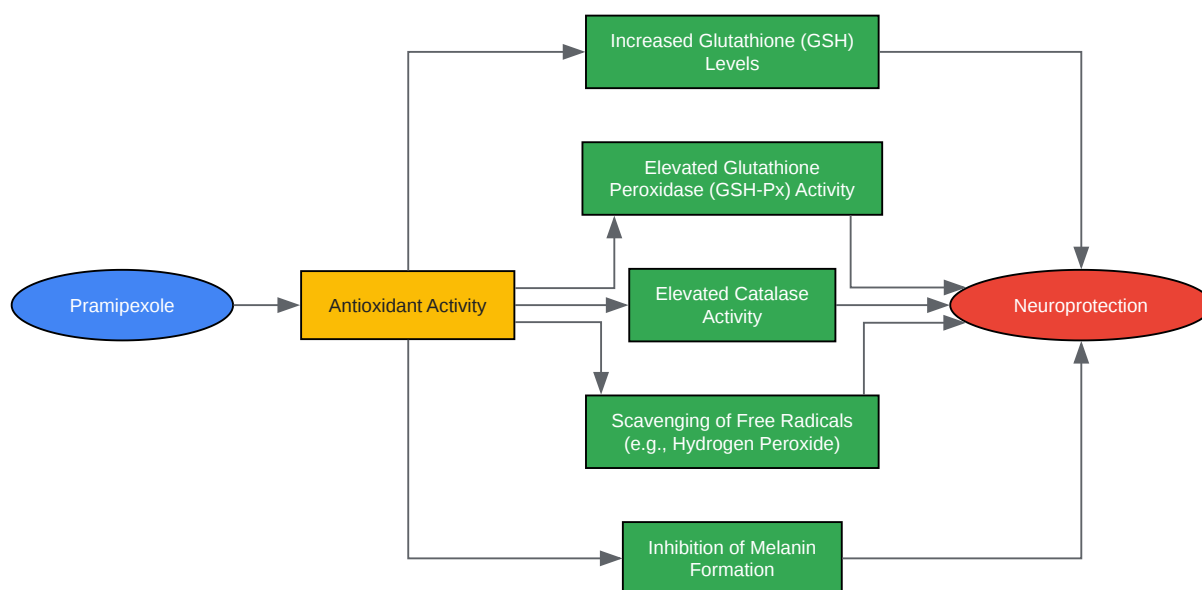 Increased Glutathione (GSH)
Levels
Elevated Glutathione
Peroxidase (GSH-Px) Activity
Pramipexole
Antioxidant Activity
Elevated Catalase
Activity
Neuroprotection
Scavenging of Free Radicals
(e.g., Hydrogen Peroxide)
Inhibition of Melanin
Formation